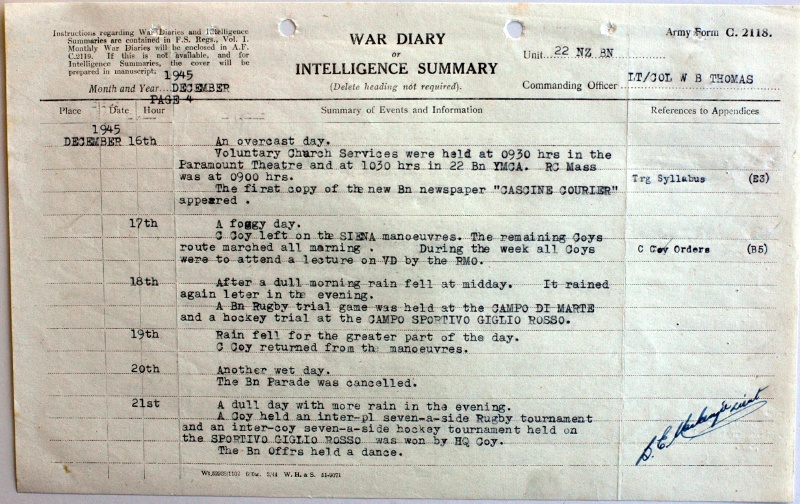 Instructions regarding War Diaries and Intelligence
Summaries are contained in F.S. Regs., Vol. I.
Monthly War Diaries will be enclosed in A.F.
C.2119. If this is not available, and for
Intelligence Summaries, the cover will be
prepared in manuscript.
1945
Month and Year DECEMBER
PAGE 4
WAR DIARY
or
INTELLIGENCE SUMMARY
(Delete heading not required).
Army Form C. 2118.
Unit 22 NZ BN
Commanding Officer LT/COL W B THOMAS
Place Date Hour Summary of Events and Information References to Appendices
1945
DECEMBER 16th An overcast day.
Voluntary Church Services were held at 0930 hrs in the
Paramount Theatre and at 1030 hrs in 22 Bn YMCA. RC Mass
was at 0900 hrs. Trg Syllabus (E3)
The first copy of the new Bn newspaper "CASCINE COURIER"
appeared .
17th A foggy day.
C Coy left on the SIENA manoeuvres. The remaining Coys
route marched all marning . During the week all Coys C Coy Orders (B5)
were to attend a lecture on VD by the RMO.
18th After a dull morning rain fell at midday. It rained
again leter in the evening.
A Bn Rugby trial game was held at the CAMPO DI MARTE
and a hockey trial at the CAMPO SPORTIVO GIGLIO ROSSO.
19th Rain fell for the greater part of the day.
C Coy returned from the manoeuvres.
20th Another wet day.
The Bn Parade was cancelled.
21st A dull day with more rain in the evening.
A Coy held an inter-pl seven-a-side Rugby tournament
and an inter-coy seven-a-side hockey tournament held on
the SPORTIVO GIGLIO ROSSO was won by HQ Coy.
The Bn Offrs held a dance.
W. H. & S. 51-9071